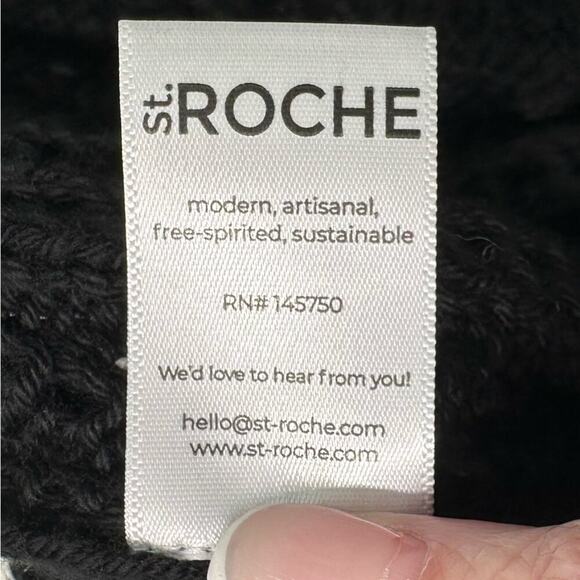 St. ROCHE
modern, artisanal,
free-spirited, sustainable
RN# 145750
We'd love to hear from you!
hello@st-roche.com
www.st-roche.com